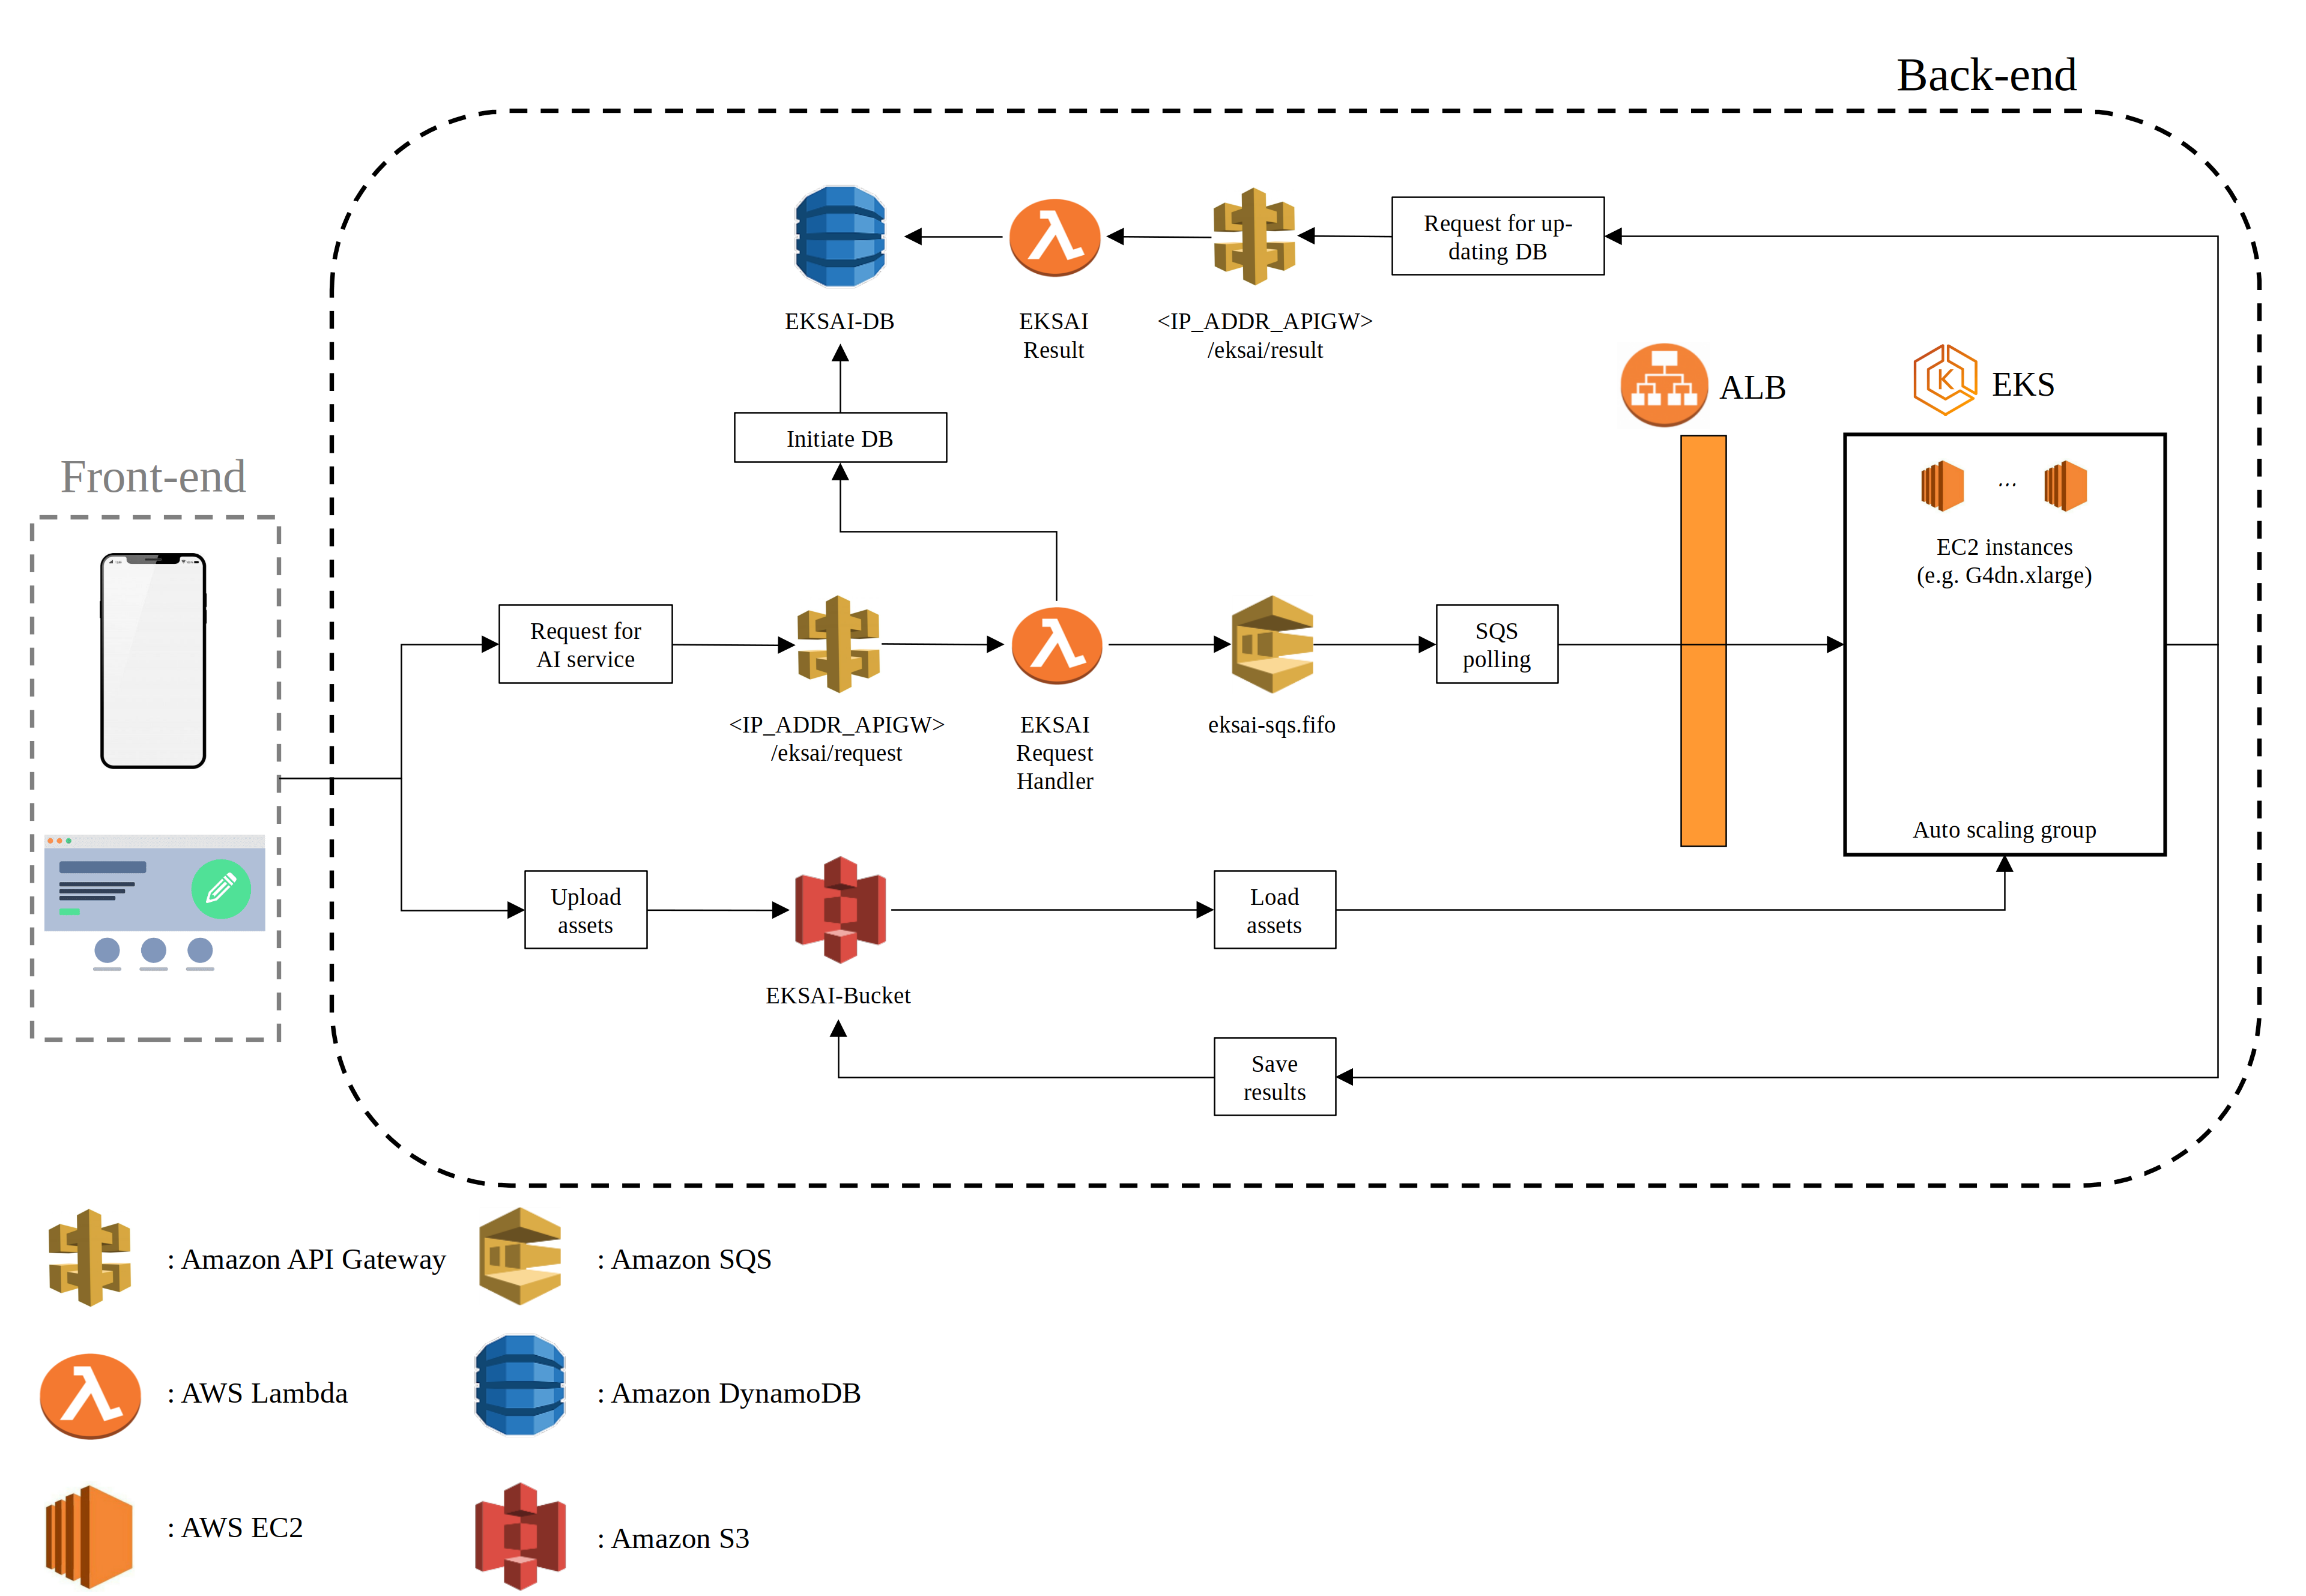 Back-end
Request for up-
dating DB
EKSAI-DB
EKSAI
Result
<IP_ADDR_APIGW>
/eksai/result
ALB
EKS
Initiate DB
Front-end
...
EC2 instances
(e.g. G4dn.xlarge)
Request for
AI service
SQS
polling
<IP_ADDR_APIGW>
/eksai/request
EKSAI
Request
Handler
eksai-sqs.fifo
Auto scaling group
Upload
assets
Load
assets
EKSAI-Bucket
Save
results
: Amazon API Gateway
: Amazon SQS
: AWS Lambda
: Amazon DynamoDB
: AWS EC2
: Amazon S3